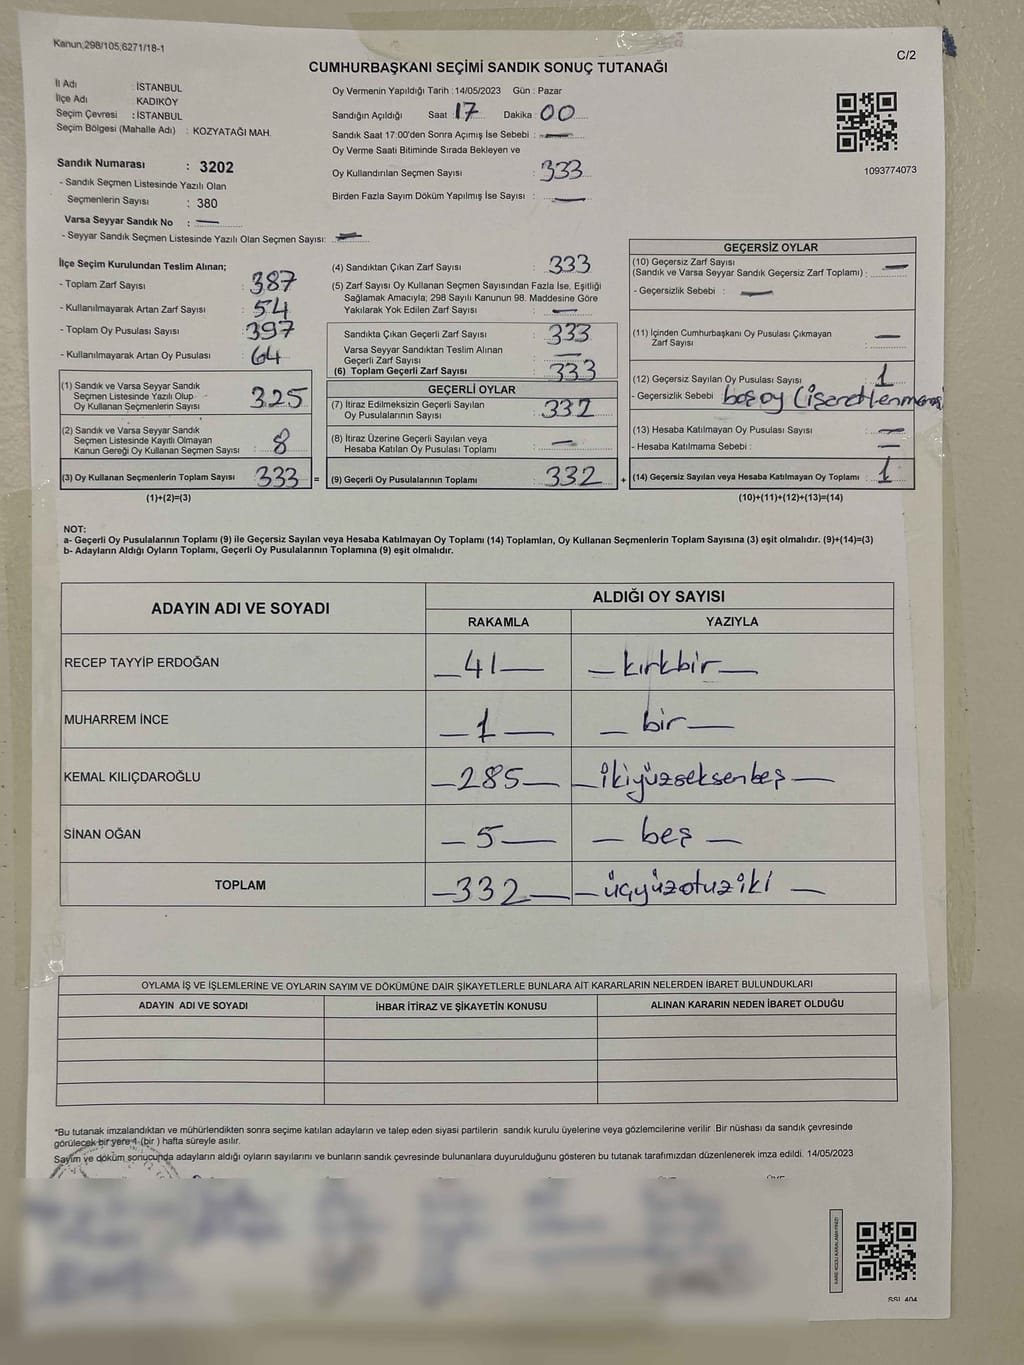 Kanun;298/105,6271/18-1
C/2
CUMHURBAŞKANI SEÇİMİ SANDIK SONUÇ TUTANAĞI
İl Adı : İSTANBUL
İlçe Adı KADIKÖY
Seçim Çevresi : İSTANBUL
Seçim Bölgesi (Mahalle Adı) : KOZYATAĞI MAH.
Sandık Numarası : 3202
- Sandık Seçmen Listesinde Yazılı Olan
Seçmenlerin Sayısı : 380
Varsa Seyyar Sandık No : —
- Seyyar Sandık Seçmen Listesinde Yazılı Olan Seçmen Sayısı: —
Oy Vermenin Yapıldığı Tarih : 14/05/2023 Gün : Pazar
Sandığın Açıldığı Saat : 17 Dakika : 00
Sandık Saat 17:00'den Sonra Açımış İse Sebebi : —
Oy Verme Saati Bitiminde Sırada Bekleyen ve
Oy Kullandırılan Seçmen Sayısı : 333
Birden Fazla Sayım Döküm Yapılmış İse Sayısı : —
1093774073
İlçe Seçim Kurulundan Teslim Alınan;
- Toplam Zarf Sayısı : 387
- Kullanılmayarak Artan Zarf Sayısı : 54
- Toplam Oy Pusulası Sayısı : 397
- Kullanılmayarak Artan Oy Pusulası : 64
(1) Sandık ve Varsa Seyyar Sandık
Seçmen Listesinde Yazılı Olup
Oy Kullanan Seçmenlerin Sayısı : 325
(2) Sandık ve Varsa Seyyar Sandık
Seçmen Listesinde Kayıtlı Olmayan
Kanun Gereği Oy Kullanan Seçmen Sayısı : 8
(3) Oy Kullanan Seçmenlerin Toplam Sayısı : 333 =
(1)+(2)=(3)
(4) Sandıktan Çıkan Zarf Sayısı : 333
(5) Zarf Sayısı Oy Kullanan Seçmen Sayısından Fazla İse, Eşitliği
Sağlamak Amacıyla; 298 Sayılı Kanunun 98. Maddesine Göre
Yakılarak Yok Edilen Zarf Sayısı : —
Sandıkta Çıkan Geçerli Zarf Sayısı : 333
Varsa Seyyar Sandıktan Teslim Alınan
Geçerli Zarf Sayısı : —
(6) Toplam Geçerli Zarf Sayısı : 333
GEÇERLİ OYLAR
(7) İtiraz Edilmeksizin Geçerli Sayılan
Oy Pusulalarının Sayısı : 332
(8) İtiraz Üzerine Geçerli Sayılan veya
Hesaba Katılan Oy Pusulaları Toplamı : —
(9) Geçerli Oy Pusulalarının Toplamı : 332 +
GEÇERSİZ OYLAR
(10) Geçersiz Zarf Sayısı
(Sandık ve Varsa Seyyar Sandık Geçersiz Zarf Toplamı) : —
- Geçersizlik Sebebi : —
(11) İçinden Cumhurbaşkanı Oy Pusulası Çıkmayan
Zarf Sayısı : —
(12) Geçersiz Sayılan Oy Pusulası Sayısı : 1
- Geçersizlik Sebebi : boş oy
(13) Hesaba Katılmayan Oy Pusulası Sayısı : —
- Hesaba Katılmama Sebebi : —
(14) Geçersiz Sayılan veya Hesaba Katılmayan Oy Toplamı : 1
(10)+(11)+(12)+(13)=(14)
NOT:
a- Geçerli Oy Pusulalarının Toplamı (9) ile Geçersiz Sayılan veya Hesaba Katılmayan Oy Toplamı (14) Toplamları, Oy Kullanan Seçmenlerin Toplam Sayısına (3) eşit olmalıdır. (9)+(14)=(3)
b- Adayların Aldığı Oyların Toplamı, Geçerli Oy Pusulalarının Toplamına (9) eşit olmalıdır.
ADAYIN ADI VE SOYADI
ALDIĞI OY SAYISI
RAKAMLA YAZIYLA
RECEP TAYYİP ERDOĞAN —41— —kırkbir—
MUHARREM İNCE —1— —bir—
KEMAL KILIÇDAROĞLU —285— —ikiyüzseksenbeş—
SİNAN OĞAN —5— —beş—
TOPLAM —332— —üçyüzotuziki—
OYLAMA İŞ VE İŞLEMLERİNE VE OYLARIN SAYIM VE DÖKÜMÜNE DAİR ŞİKAYETLERLE BUNLARA AİT KARARLARIN NELERDEN İBARET BULUNDUKLARI
ADAYIN ADI VE SOYADI İHBAR İTİRAZ VE ŞİKAYETİN KONUSU ALINAN KARARIN NEDEN İBARET OLDUĞU
*Bu tutanak imzalandıktan ve mühürlendikten sonra seçime katılan adayların ve talep eden siyasi partilerin sandık kurulu üyelerine veya gözlemcilerine verilir .Bir nüshası da sandık çevresinde
görülecek bir yere 1 (bir ) hafta süreyle asılır.
Sayım ve döküm sonucunda adayların aldığı oyların sayılarını ve bunların sandık çevresinde bulunanlara duyurulduğunu gösteren bu tutanak tarafımızdan düzenlenerek imza edildi. 14/05/2023